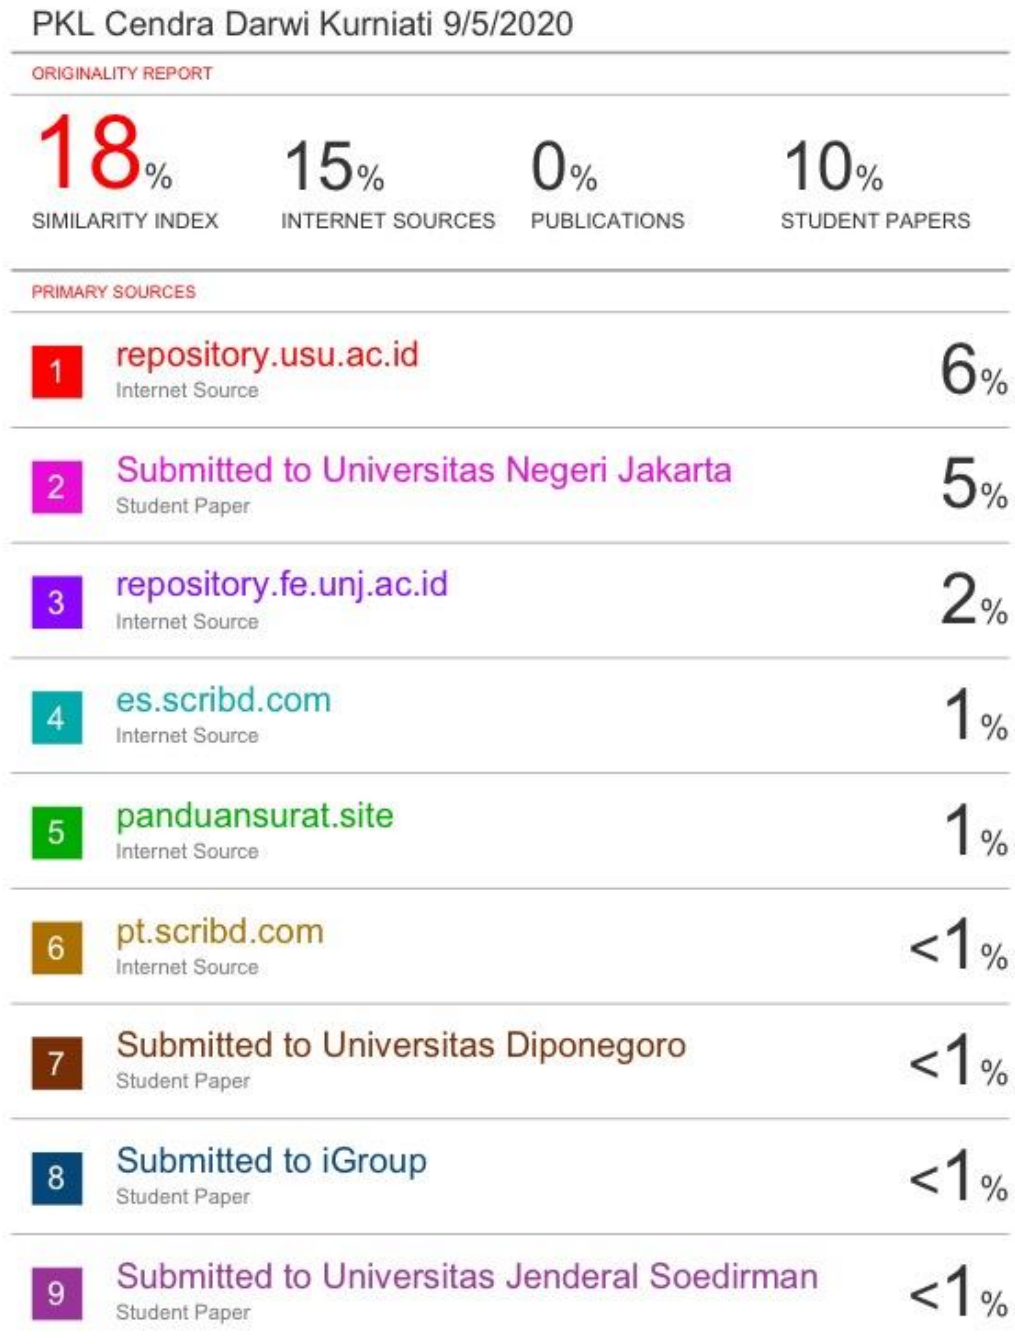 PKL Cendra Darwi Kurniati 9/5/2020
ORIGINALITY REPORT
18% 15% 0% 10%
SIMILARITY INDEX INTERNET SOURCES PUBLICATIONS STUDENT PAPERS
PRIMARY SOURCES
1 repository.usu.ac.id 6%
Internet Source
2 Submitted to Universitas Negeri Jakarta 5%
Student Paper
3 repository.fe.unj.ac.id 2%
Internet Source
4 es.scribd.com 1%
Internet Source
5 panduansurat.site 1%
Internet Source
6 pt.scribd.com <1%
Internet Source
7 Submitted to Universitas Diponegoro <1%
Student Paper
8 Submitted to iGroup <1%
Student Paper
9 Submitted to Universitas Jenderal Soedirman <1%
Student Paper